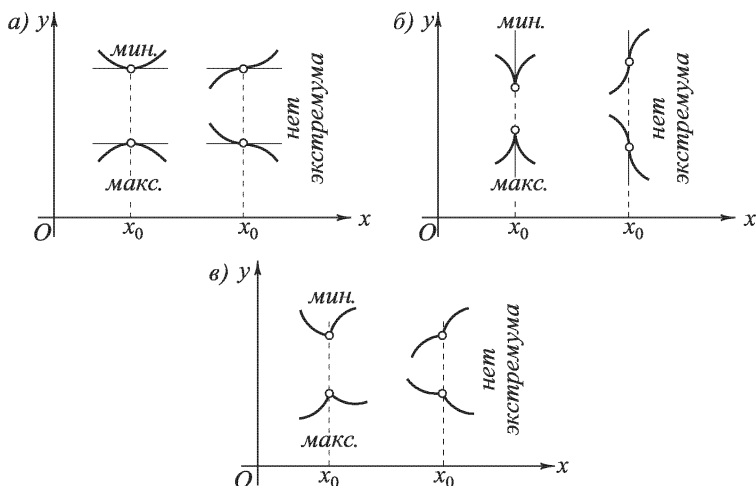 а) y
мин.
макс.
нет
экстремума
O x₀ x₀ x
б) y
мин.
макс.
нет
экстремума
O x₀ x₀ x
в) y
мин.
макс.
нет
экстремума
O x₀ x₀ x